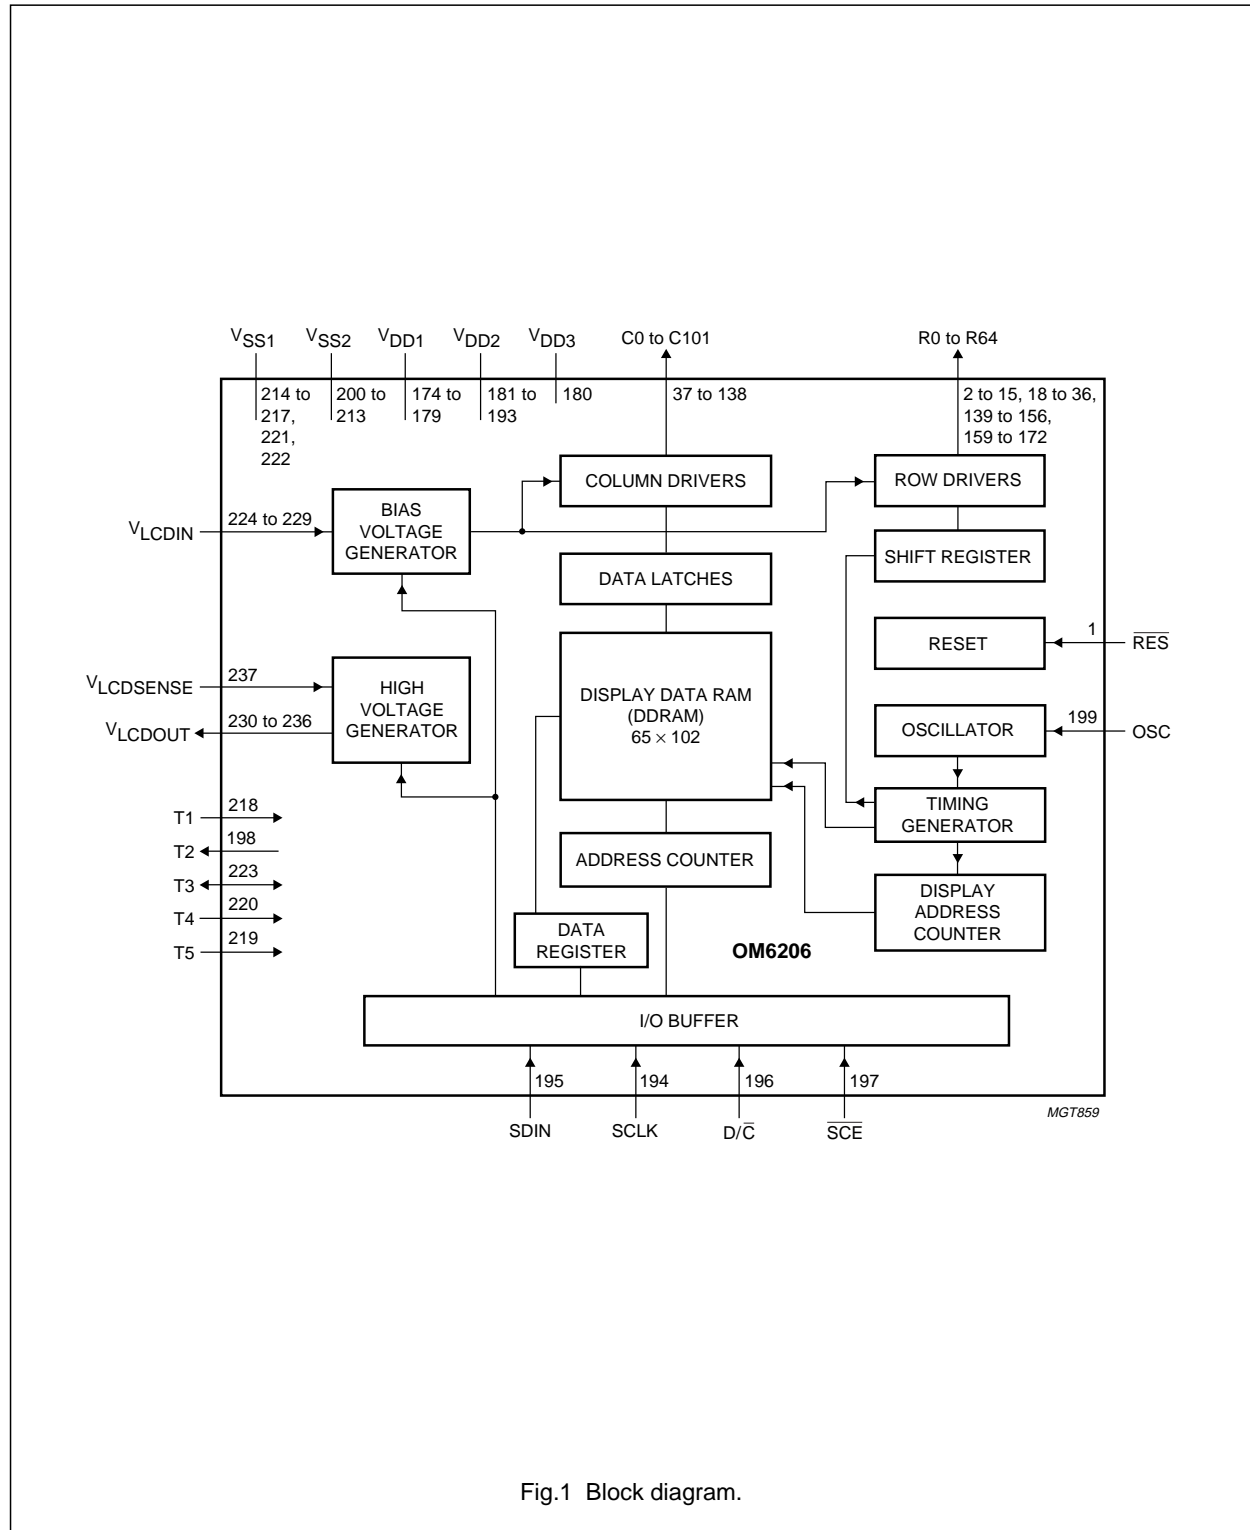 VSS1 VSS2 VDD1 VDD2 VDD3 C0 to C101 R0 to R64
214 to
217,
221,
222
200 to
213
174 to
179
181 to
193
180
37 to 138
2 to 15, 18 to 36,
139 to 156,
159 to 172
COLUMN DRIVERS
ROW DRIVERS
VLCDIN
224 to 229
BIAS
VOLTAGE
GENERATOR
SHIFT REGISTER
DATA LATCHES
RESET
1
R̅E̅S̅
VLCDSENSE
237
VLCDOUT
230 to 236
HIGH
VOLTAGE
GENERATOR
DISPLAY DATA RAM
(DDRAM)
65 × 102
OSCILLATOR
199
OSC
TIMING
GENERATOR
T1 218
T2 198
T3 223
T4 220
T5 219
ADDRESS COUNTER
DISPLAY
ADDRESS
COUNTER
DATA
REGISTER
OM6206
I/O BUFFER
195 194 196 197
SDIN SCLK D/C̅ S̅C̅E̅
MGT859
Fig.1 Block diagram.